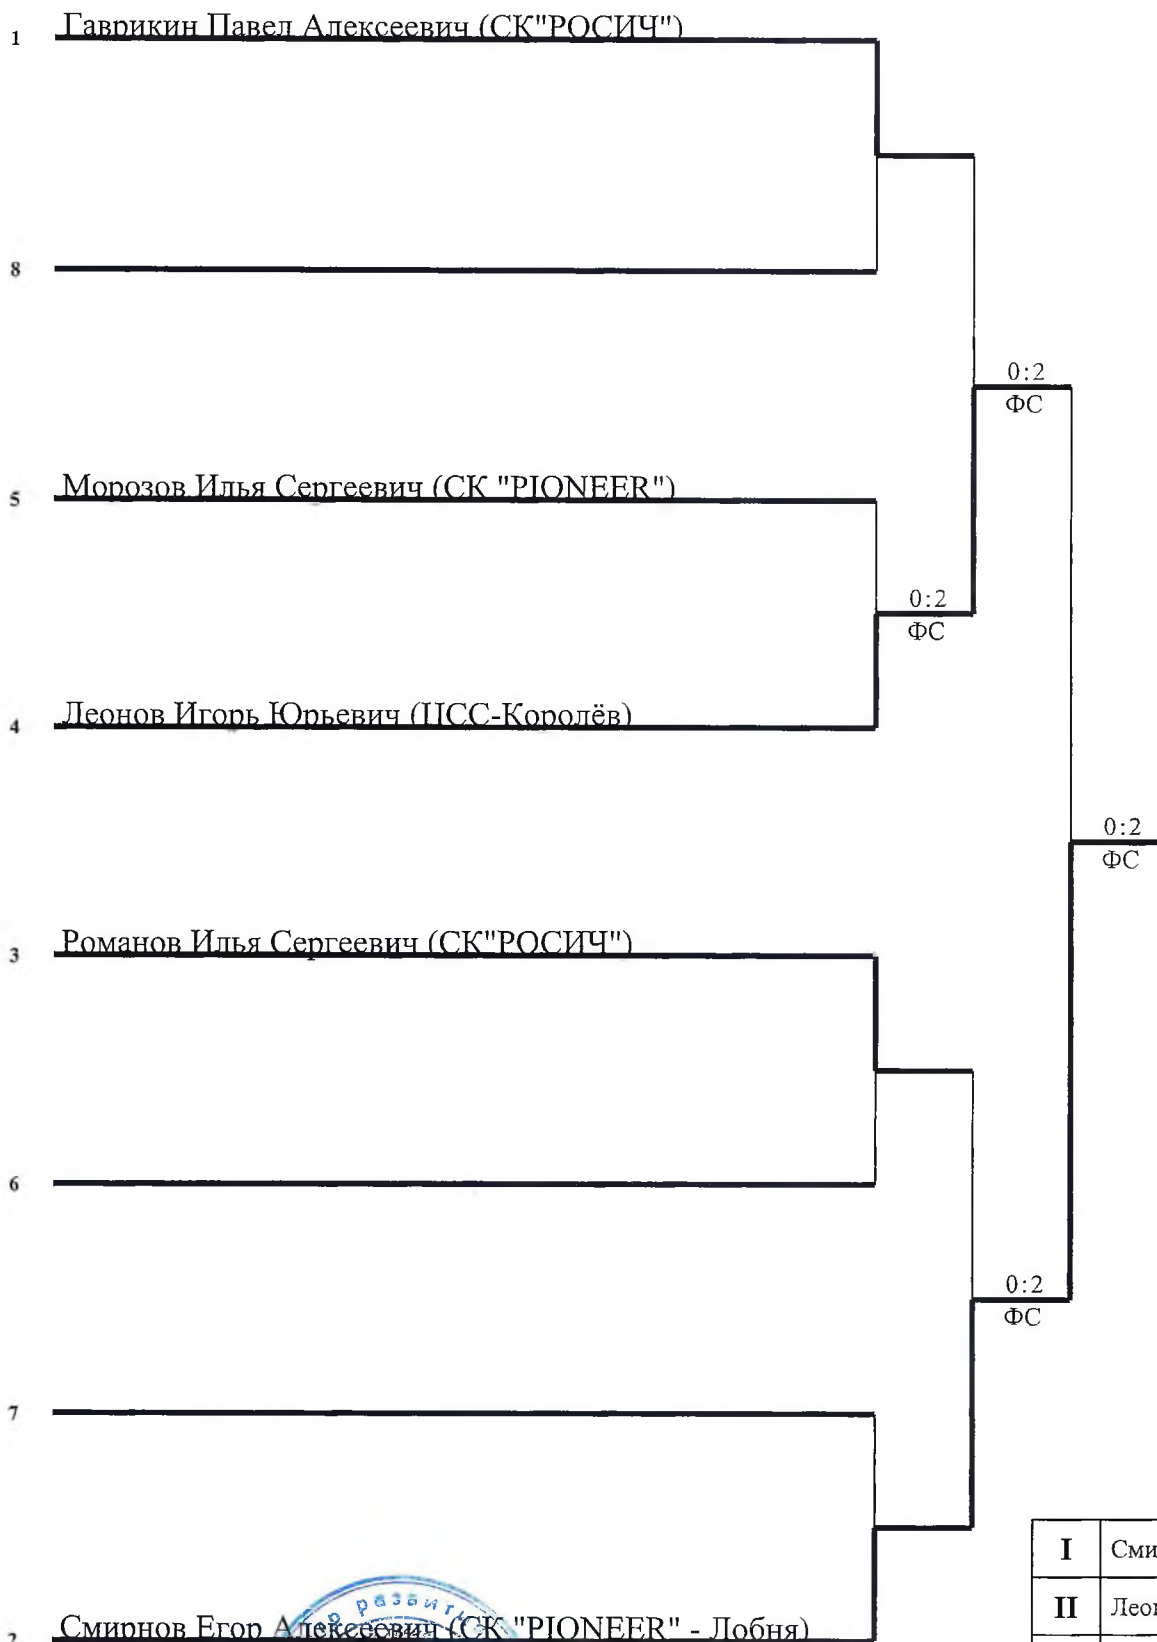 1 Гаврикин Павел Алексеевич (СК"РОСИЧ")
8
0:2
ФС
5 Морозов Илья Сергеевич (СК "PIONEER")
0:2
ФС
4 Леонов Игорь Юрьевич (ЦСС-Королёв)
0:2
ФС
3 Романов Илья Сергеевич (СК"РОСИЧ")
6
0:2
ФС
7
I Сми
II Леон
2 Смирнов Егор Алексеевич (СК "PIONEER" - Лобня)